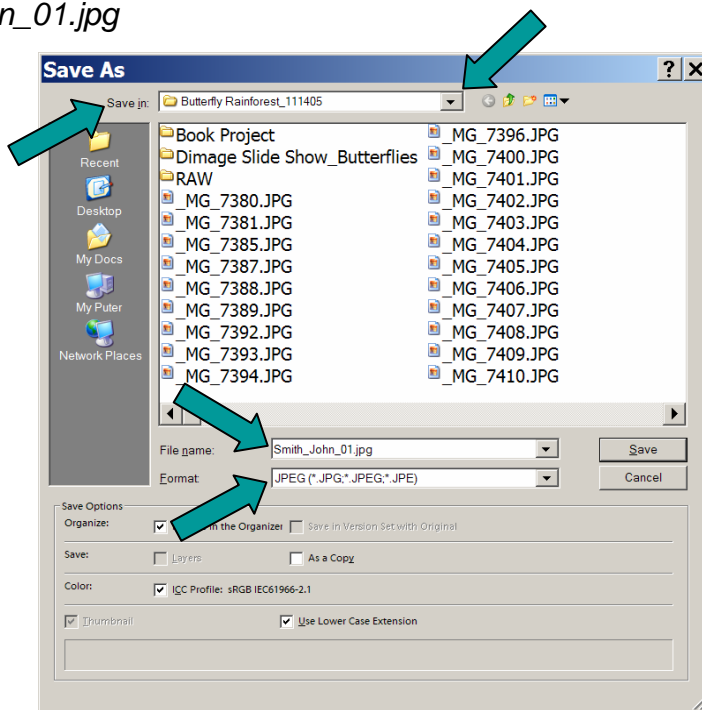 n_01.jpg
Save As
? X
Save in: Butterfly Rainforest_111405
Recent
Desktop
My Docs
My Puter
Network Places
Book Project
Dimage Slide Show_Butterflies
RAW
_MG_7380.JPG
_MG_7381.JPG
_MG_7385.JPG
_MG_7387.JPG
_MG_7388.JPG
_MG_7389.JPG
_MG_7392.JPG
_MG_7393.JPG
_MG_7394.JPG
_MG_7396.JPG
_MG_7400.JPG
_MG_7401.JPG
_MG_7402.JPG
_MG_7403.JPG
_MG_7404.JPG
_MG_7405.JPG
_MG_7406.JPG
_MG_7407.JPG
_MG_7408.JPG
_MG_7409.JPG
_MG_7410.JPG
File name: Smith_John_01.jpg Save
Format: JPEG (*.JPG;*.JPEG;*.JPE) Cancel
Save Options
Organize: in the Organizer Save in Version Set with Original
Save: Layers As a Copy
Color: ICC Profile: sRGB IEC61966-2.1
Thumbnail Use Lower Case Extension